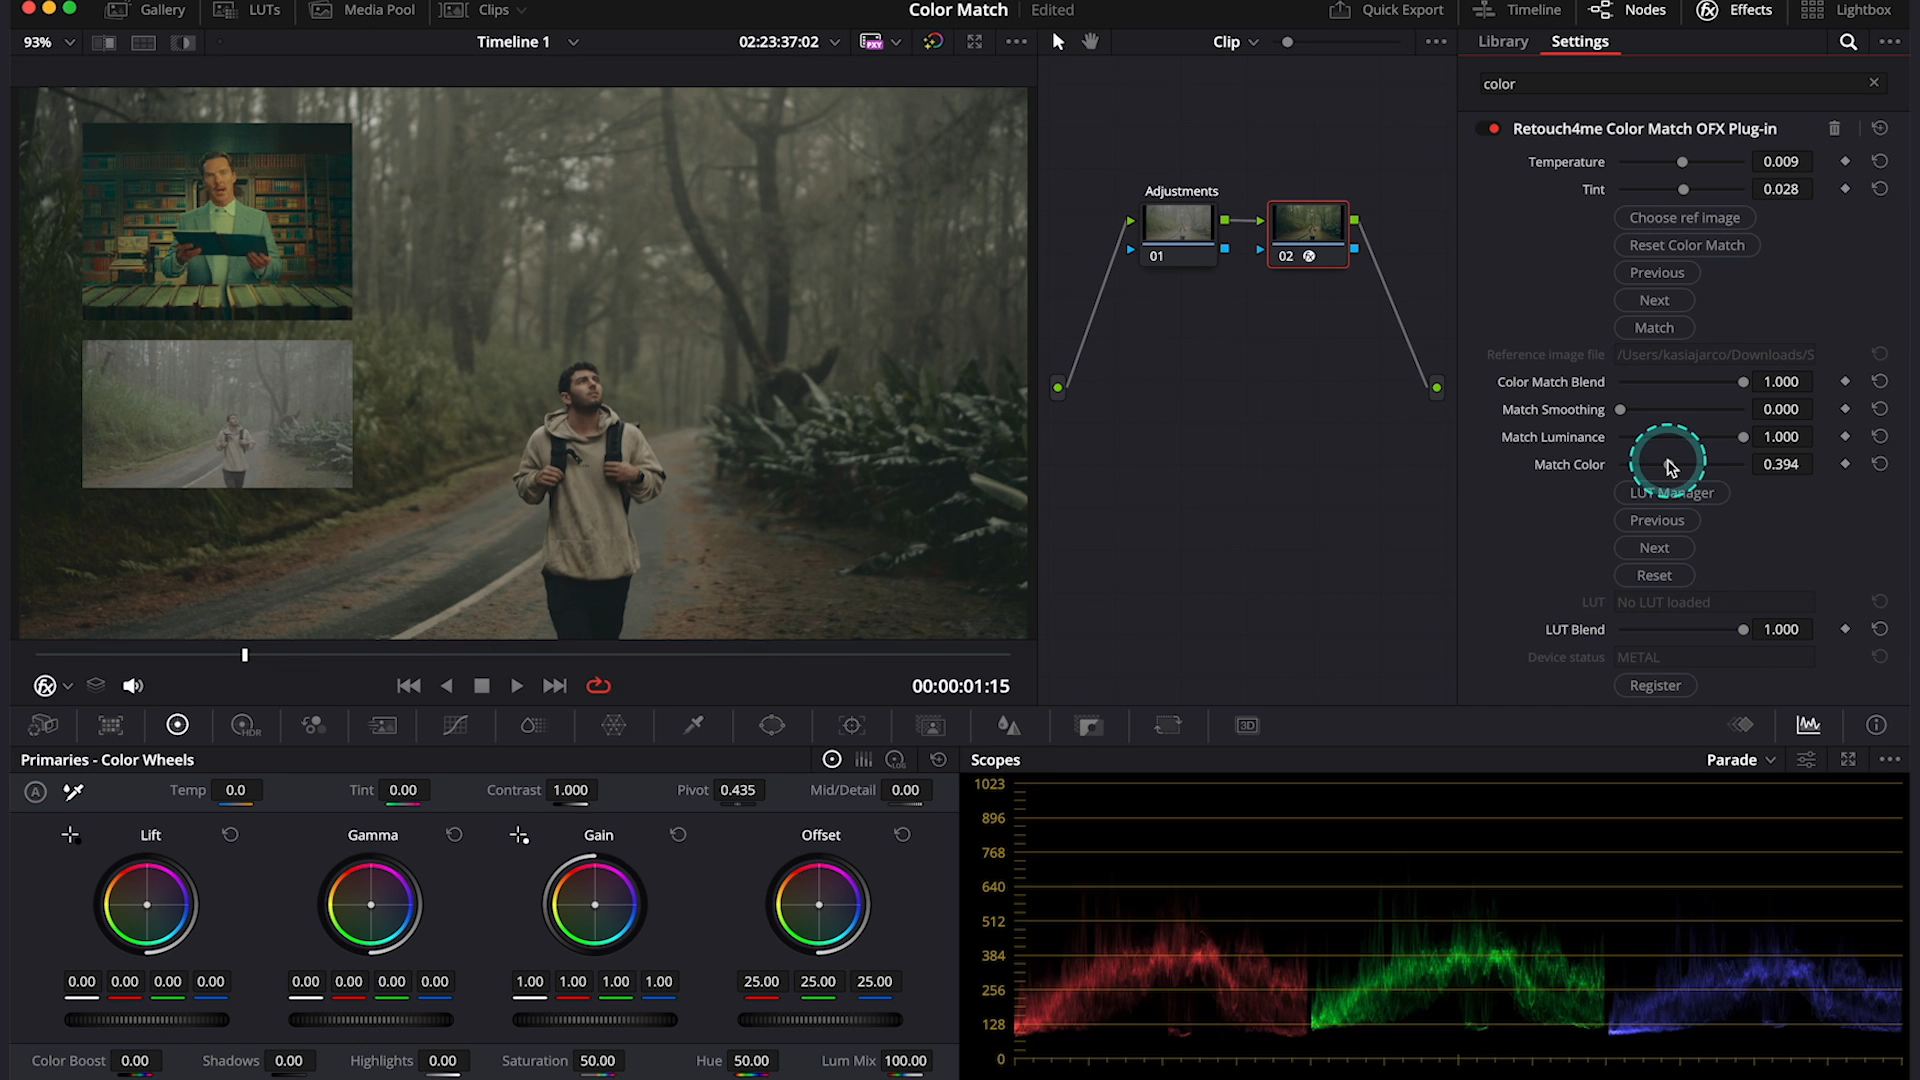 Gallery LUTs Media Pool Clips Color Match Edited Quick Export Timeline Nodes Effects Lightbox
93% Timeline 1 02:23:37:02 PXY Clip Library Settings
color
Retouch4me Color Match OFX Plug-in
Temperature 0.009
Tint 0.028
Choose ref image
Reset Color Match
Previous
Next
Match
Reference image file /Users/kasiajarco/Downloads/S
Color Match Blend 1.000
Match Smoothing 0.000
Match Luminance 1.000
Match Color 0.394
LUT Manager
Previous
Next
Reset
LUT No LUT loaded
LUT Blend 1.000
Device status METAL
Register
Adjustments
01 02
00:00:01:15
HDR 3D
Primaries - Color Wheels LOG
Scopes Parade
A Temp 0.0 Tint 0.00 Contrast 1.000 Pivot 0.435 Mid/Detail 0.00
Lift Gamma Gain Offset
0.00 0.00 0.00 0.00 0.00 0.00 0.00 0.00 1.00 1.00 1.00 1.00 25.00 25.00 25.00
Color Boost 0.00 Shadows 0.00 Highlights 0.00 Saturation 50.00 Hue 50.00 Lum Mix 100.00
1023
896
768
640
512
384
256
128
0